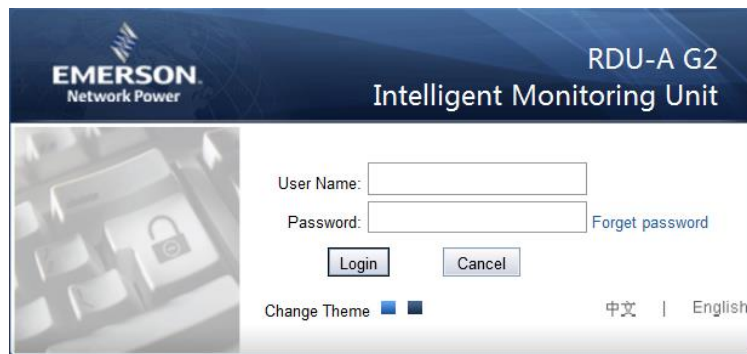 EMERSON.
Network Power
RDU-A G2
Intelligent Monitoring Unit
User Name:
Password:
Forget password
Login
Cancel
Change Theme
中文 | English